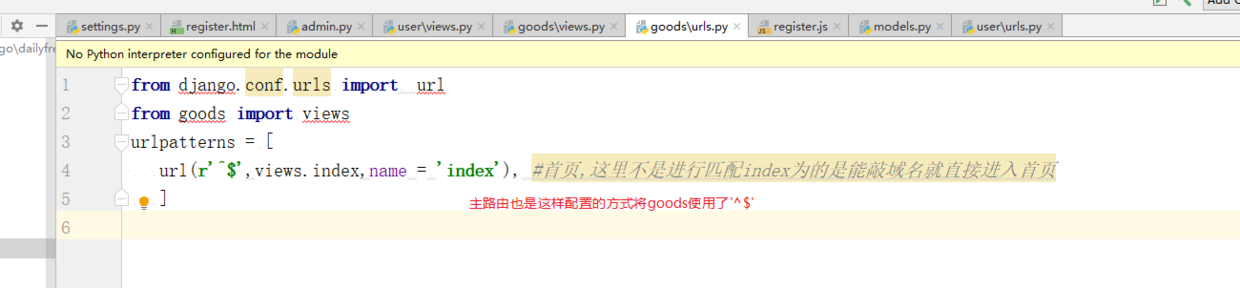 Add C
settings.py × register.html × admin.py × user\views.py × goods\views.py × goods\urls.py × register.js × models.py × user\urls.py ×
go\dailyfre
No Python interpreter configured for the module
1 from django.conf.urls import url
2 from goods import views
3 urlpatterns = [
4 url(r'^$',views.index,name = 'index'), #首页,这里不是进行匹配index为的是能敲域名就直接进入首页
5 ]
主路由也是这样配置的方式将goods使用了'^$'
6